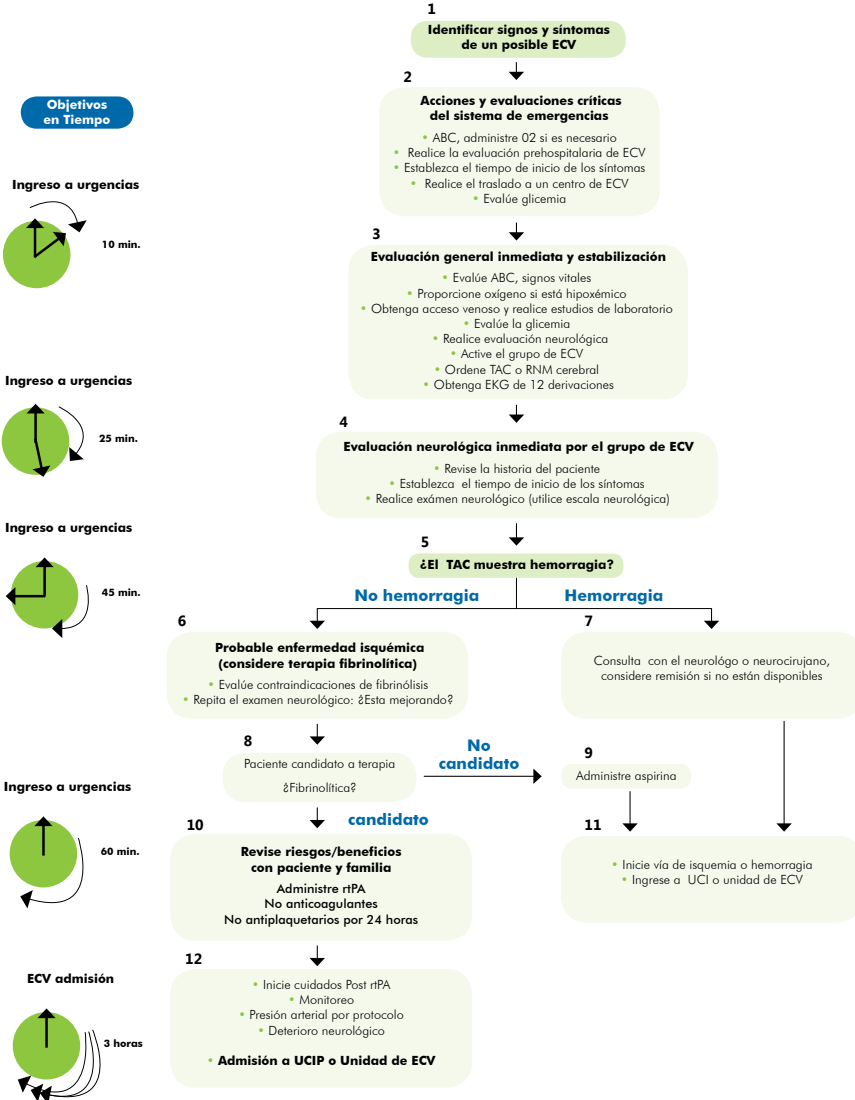 1
Identificar signos y síntomas
de un posible ECV
2
Acciones y evaluaciones críticas
del sistema de emergencias
• ABC, administre 02 si es necesario
• Realice la evaluación prehospitalaria de ECV
• Establezca el tiempo de inicio de los síntomas
• Realice el traslado a un centro de ECV
• Evalúe glicemia
Objetivos
en Tiempo
Ingreso a urgencias
10 min.
3
Evaluación general inmediata y estabilización
• Evalúe ABC, signos vitales
• Proporcione oxígeno si está hipoxémico
• Obtenga acceso venoso y realice estudios de laboratorio
• Evalúe la glicemia
• Realice evaluación neurológica
• Active el grupo de ECV
• Ordene TAC o RNM cerebral
• Obtenga EKG de 12 derivaciones
Ingreso a urgencias
25 min.
4
Evaluación neurológica inmediata por el grupo de ECV
• Revise la historia del paciente
• Establezca el tiempo de inicio de los síntomas
• Realice exámen neurológico (utilice escala neurológica)
Ingreso a urgencias
45 min.
5
¿El TAC muestra hemorragia?
No hemorragia
Hemorragia
6
Probable enfermedad isquémica
(considere terapia fibrinolítica)
• Evalúe contraindicaciones de fibrinólisis
• Repita el examen neurológico: ¿Esta mejorando?
7
Consulta con el neurológo o neurocirujano,
considere remisión si no están disponibles
8
Paciente candidato a terapia
¿Fibrinolítica?
No
candidato
9
Administre aspirina
candidato
Ingreso a urgencias
60 min.
10
Revise riesgos/beneficios
con paciente y familia
Administre rtPA
No anticoagulantes
No antiplaquetarios por 24 horas
11
• Inicie vía de isquemia o hemorragia
• Ingrese a UCI o unidad de ECV
ECV admisión
3 horas
12
• Inicie cuidados Post rtPA
• Monitoreo
• Presión arterial por protocolo
• Deterioro neurológico
• Admisión a UCIP o Unidad de ECV